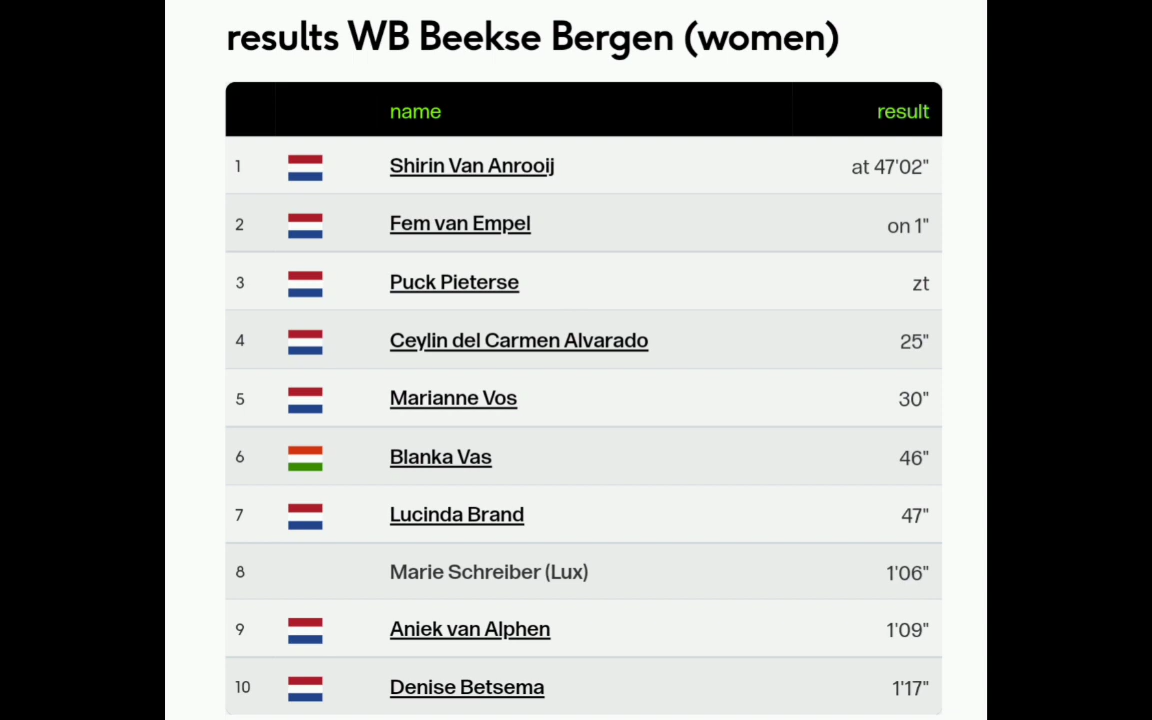 results WB Beekse Bergen (women)
name result
1 Shirin Van Anrooij at 47'02"
2 Fem van Empel on 1"
3 Puck Pieterse zt
4 Ceylin del Carmen Alvarado 25"
5 Marianne Vos 30"
6 Blanka Vas 46"
7 Lucinda Brand 47"
8 Marie Schreiber (Lux) 1'06"
9 Aniek van Alphen 1'09"
10 Denise Betsema 1'17"